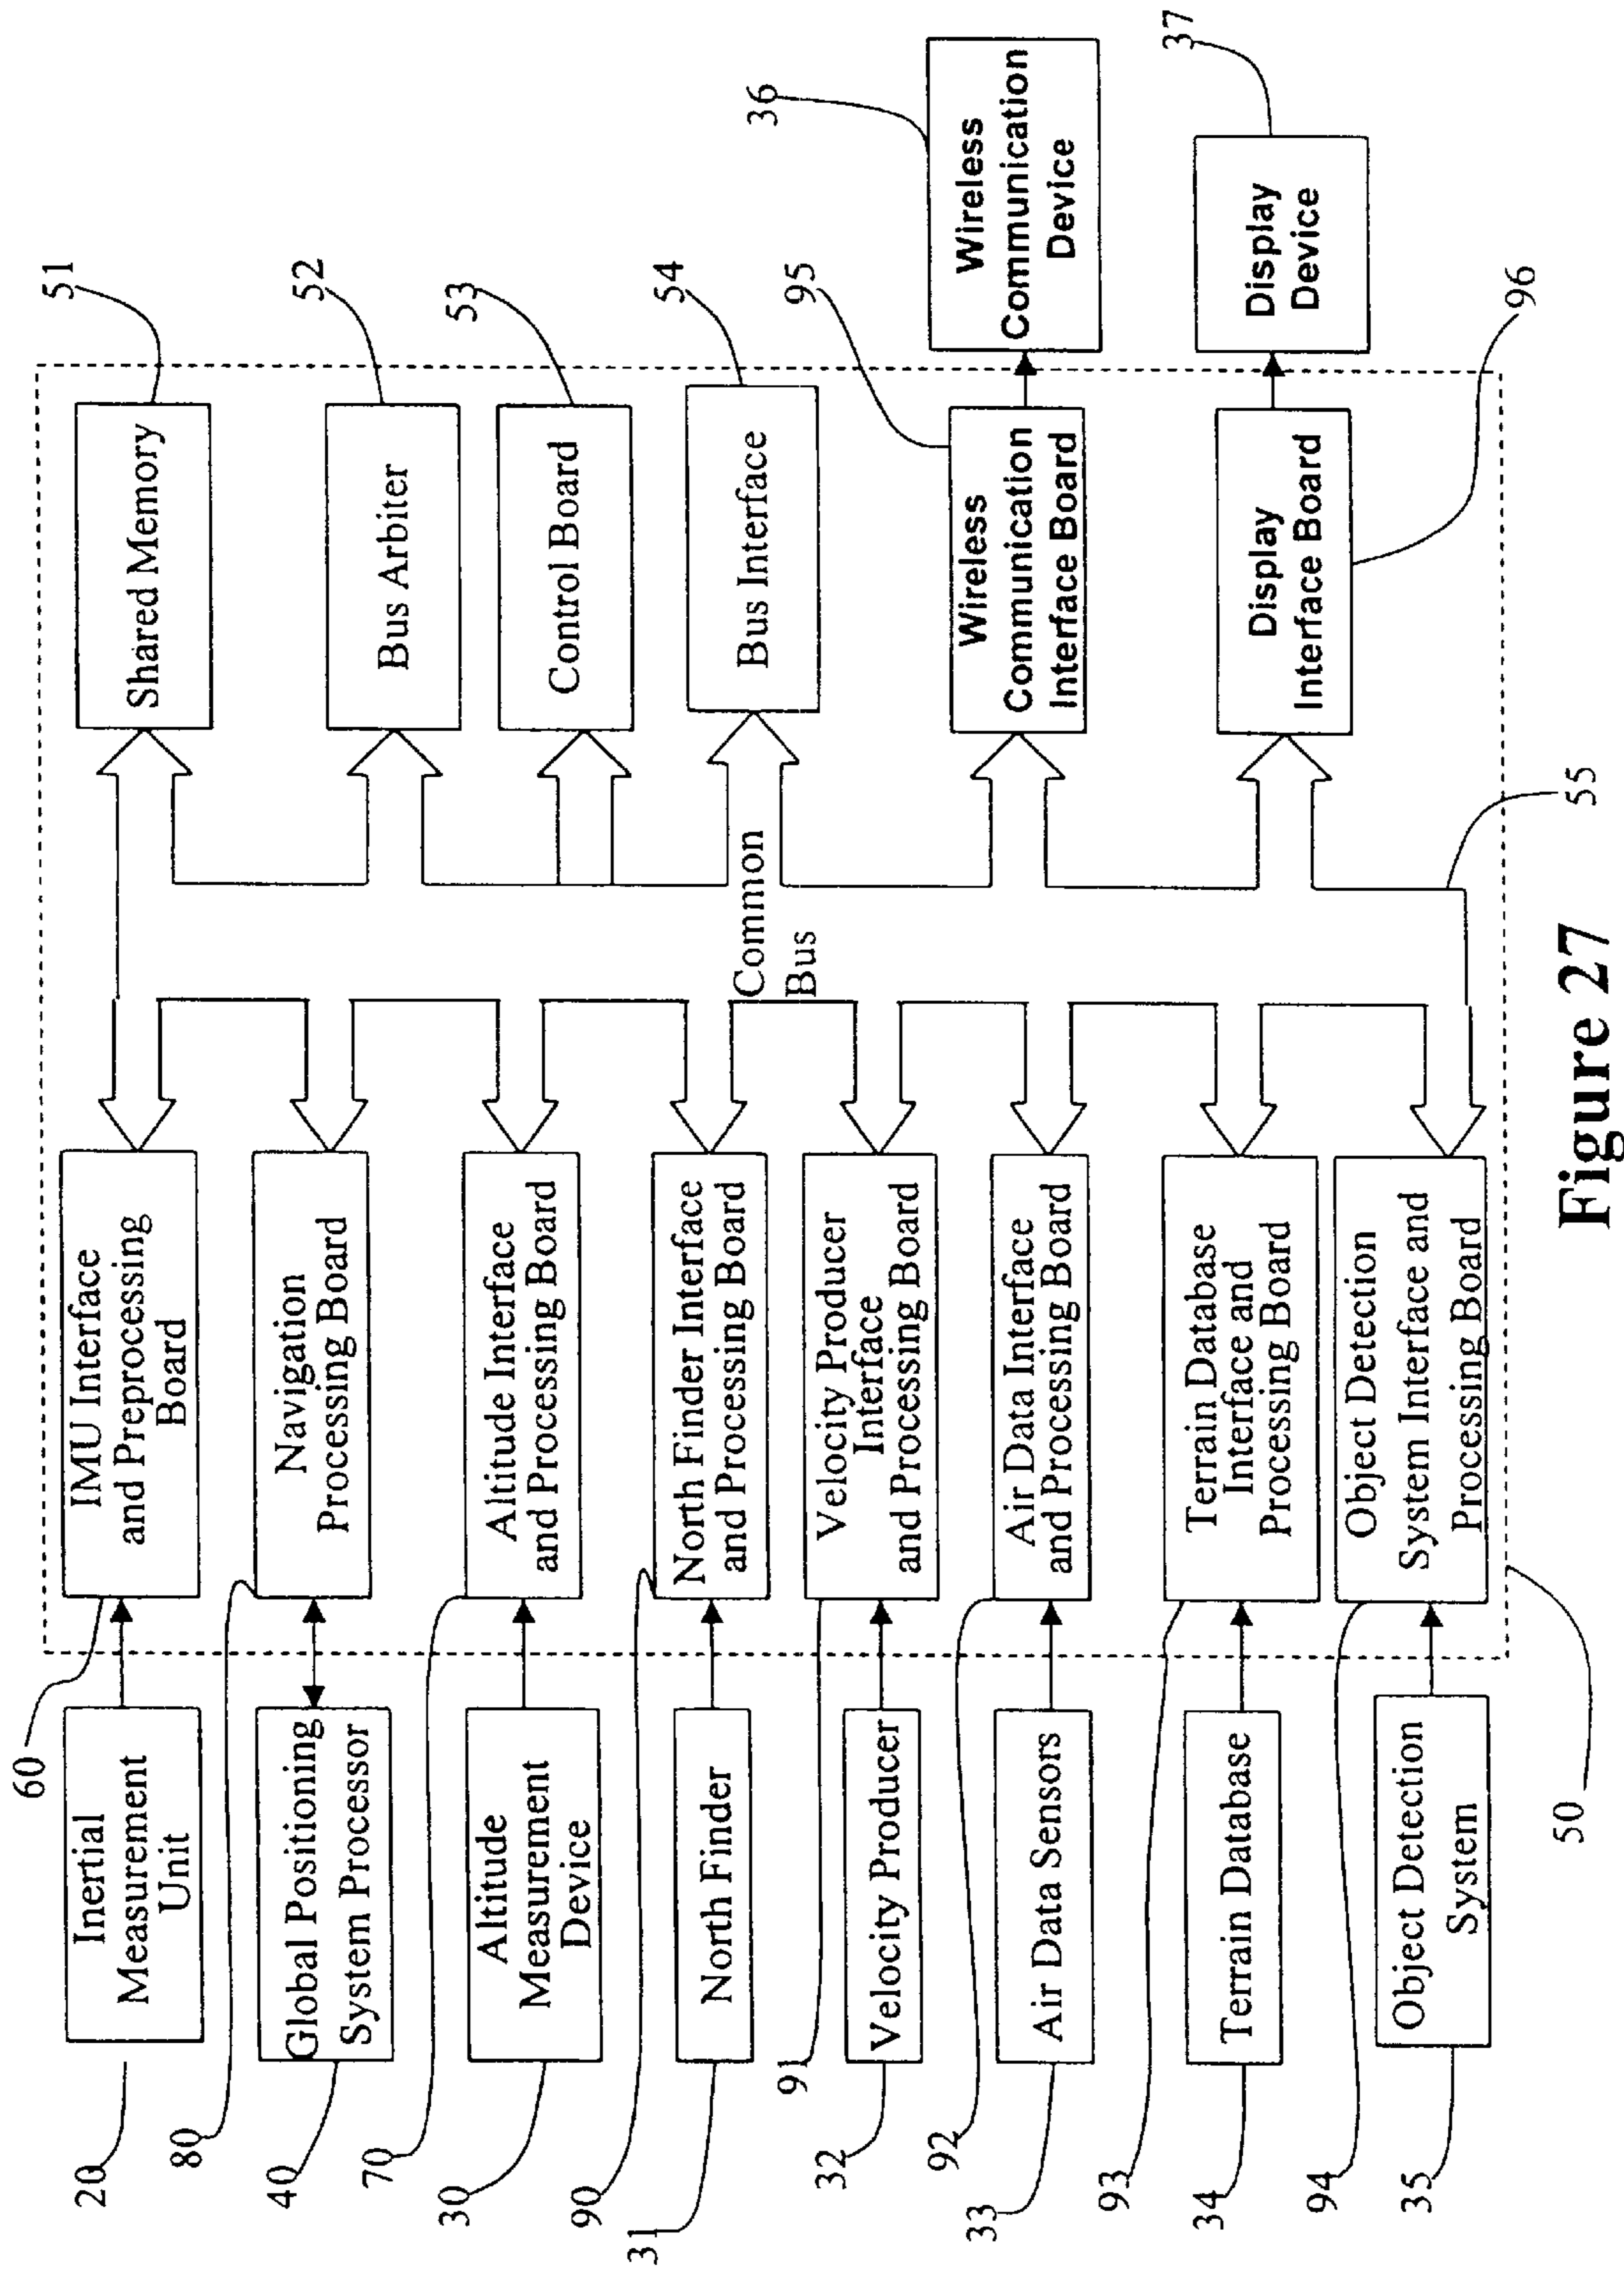 20
Inertial
Measurement
Unit
60
IMU Interface
and Preprocessing
Board
Shared Memory
51
80
40
Global Positioning
System Processor
Navigation
Processing Board
Bus Arbiter
52
70
30
Altitude
Measurement
Device
Altitude Interface
and Processing Board
Control Board
53
90
31
North Finder
North Finder Interface
and Processing Board
Common
Bus
Bus Interface
54
91
32
Velocity Producer
Velocity Producer
Interface
and Processing Board
92
33
Air Data Sensors
Air Data Interface
and Processing Board
Wireless
Communication
Interface Board
95
Wireless
Communication
Device
36
93
34
Terrain Database
Terrain Database
Interface and
Processing Board
Display
Interface Board
96
Display
Device
37
94
35
Object Detection
System
Object Detection
System Interface and
Processing Board
50
55
Figure 27